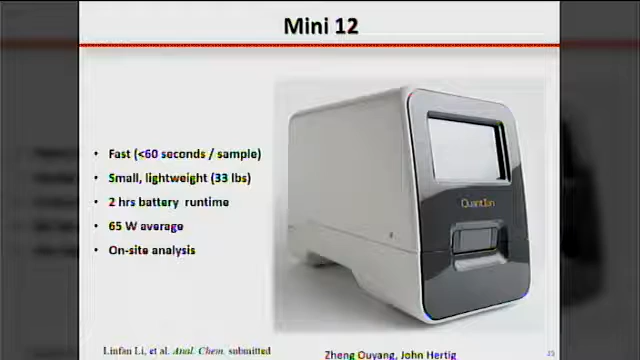 Mini 12
• Fast (<60 seconds / sample)
• Small, lightweight (33 lbs)
• 2 hrs battery runtime
• 65 W average
• On-site analysis
QuantIon
Linfan Li, et al. Anal. Chem. submitted
Zheng Ouyang, John Hertig